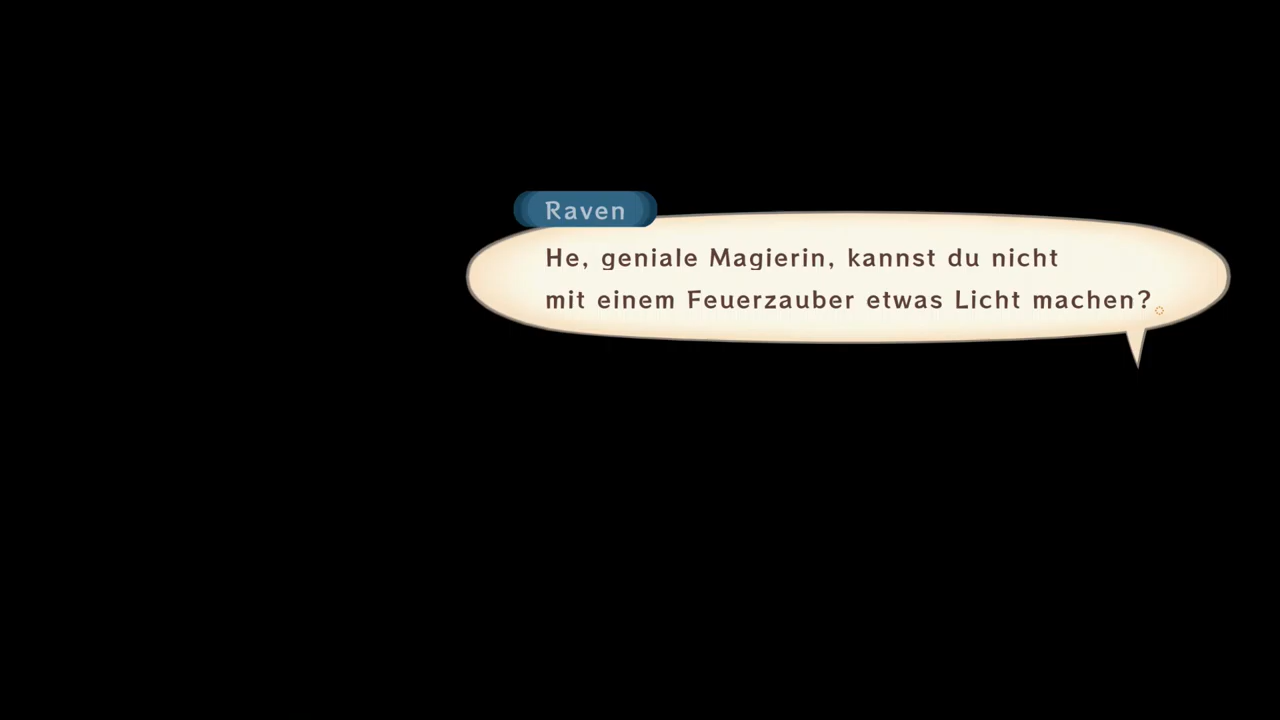 Raven
He, geniale Magierin, kannst du nicht
mit einem Feuerzauber etwas Licht machen?